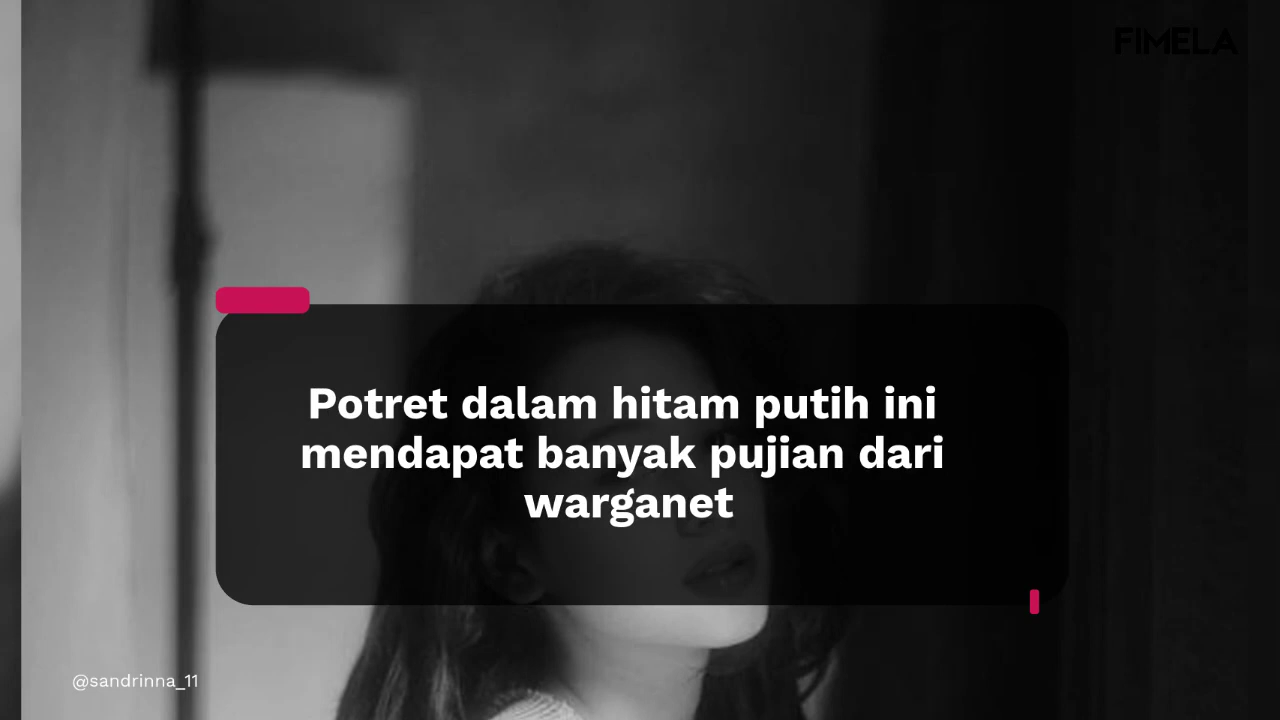 FIMELA
Potret dalam hitam putih ini
mendapat banyak pujian dari
warganet
@sandrinna_11